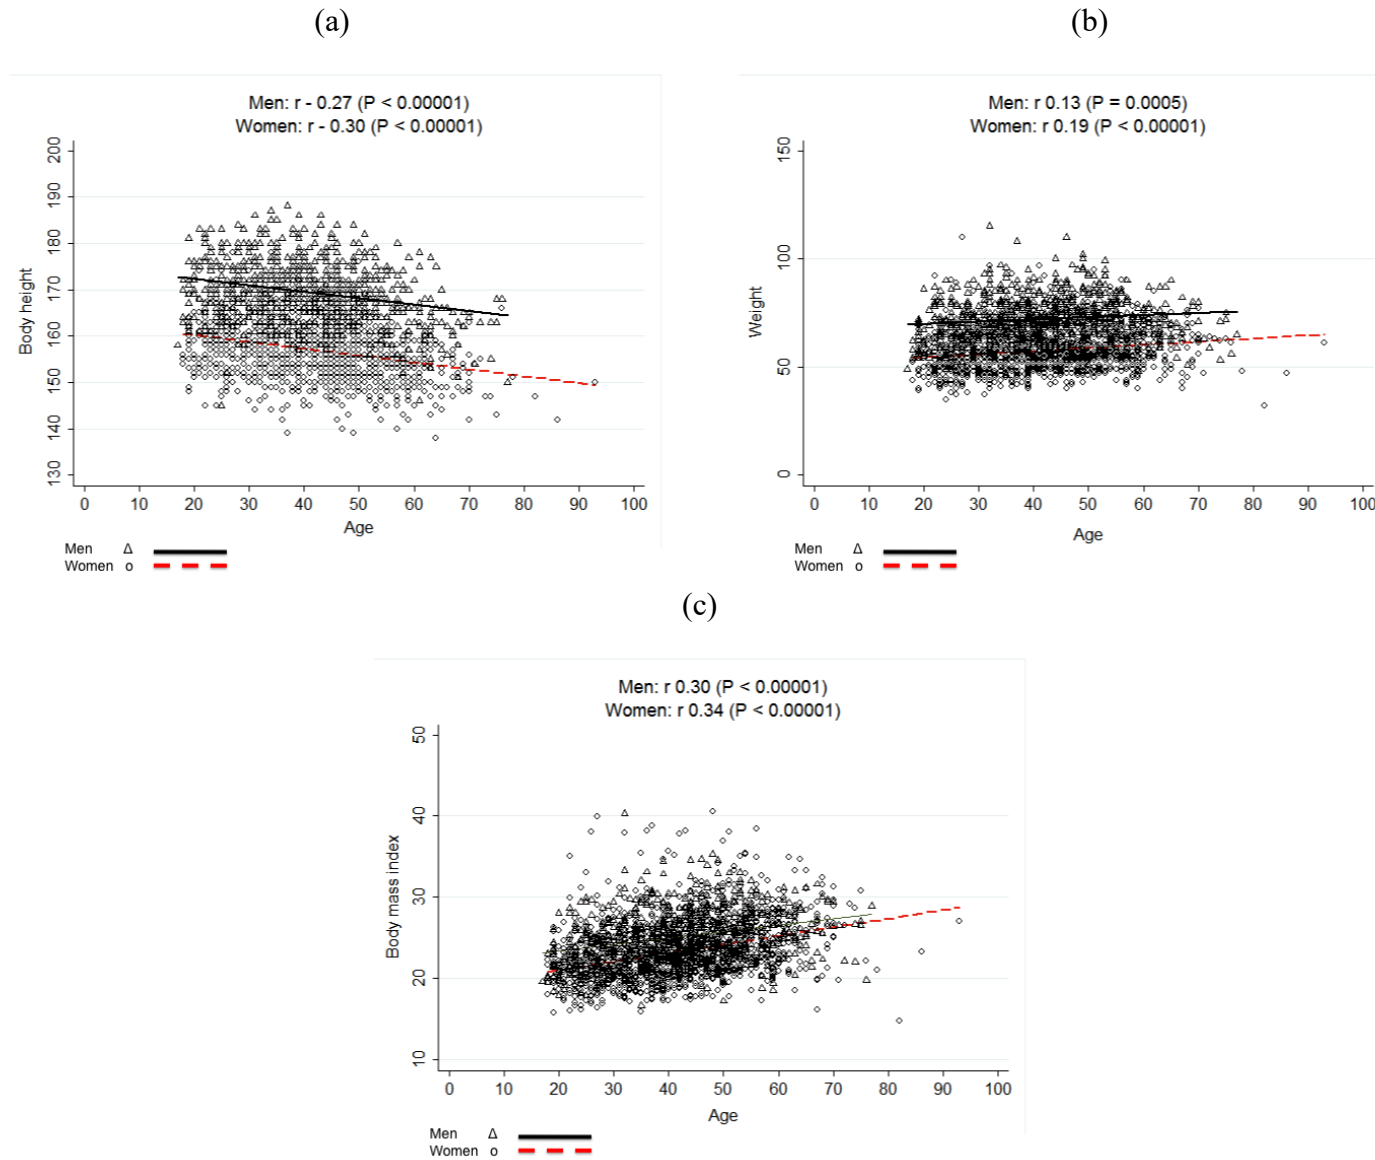 (a)
Men: r - 0.27 (P < 0.00001)
Women: r - 0.30 (P < 0.00001)
Body height
200
190
180
170
160
150
140
130
0 10 20 30 40 50 60 70 80 90 100
Age
Men Δ
Women o
(b)
Men: r 0.13 (P = 0.0005)
Women: r 0.19 (P < 0.00001)
Weight
150
100
50
0
0 10 20 30 40 50 60 70 80 90 100
Age
Men Δ
Women o
(c)
Men: r 0.30 (P < 0.00001)
Women: r 0.34 (P < 0.00001)
Body mass index
50
40
30
20
10
0 10 20 30 40 50 60 70 80 90 100
Age
Men Δ
Women o